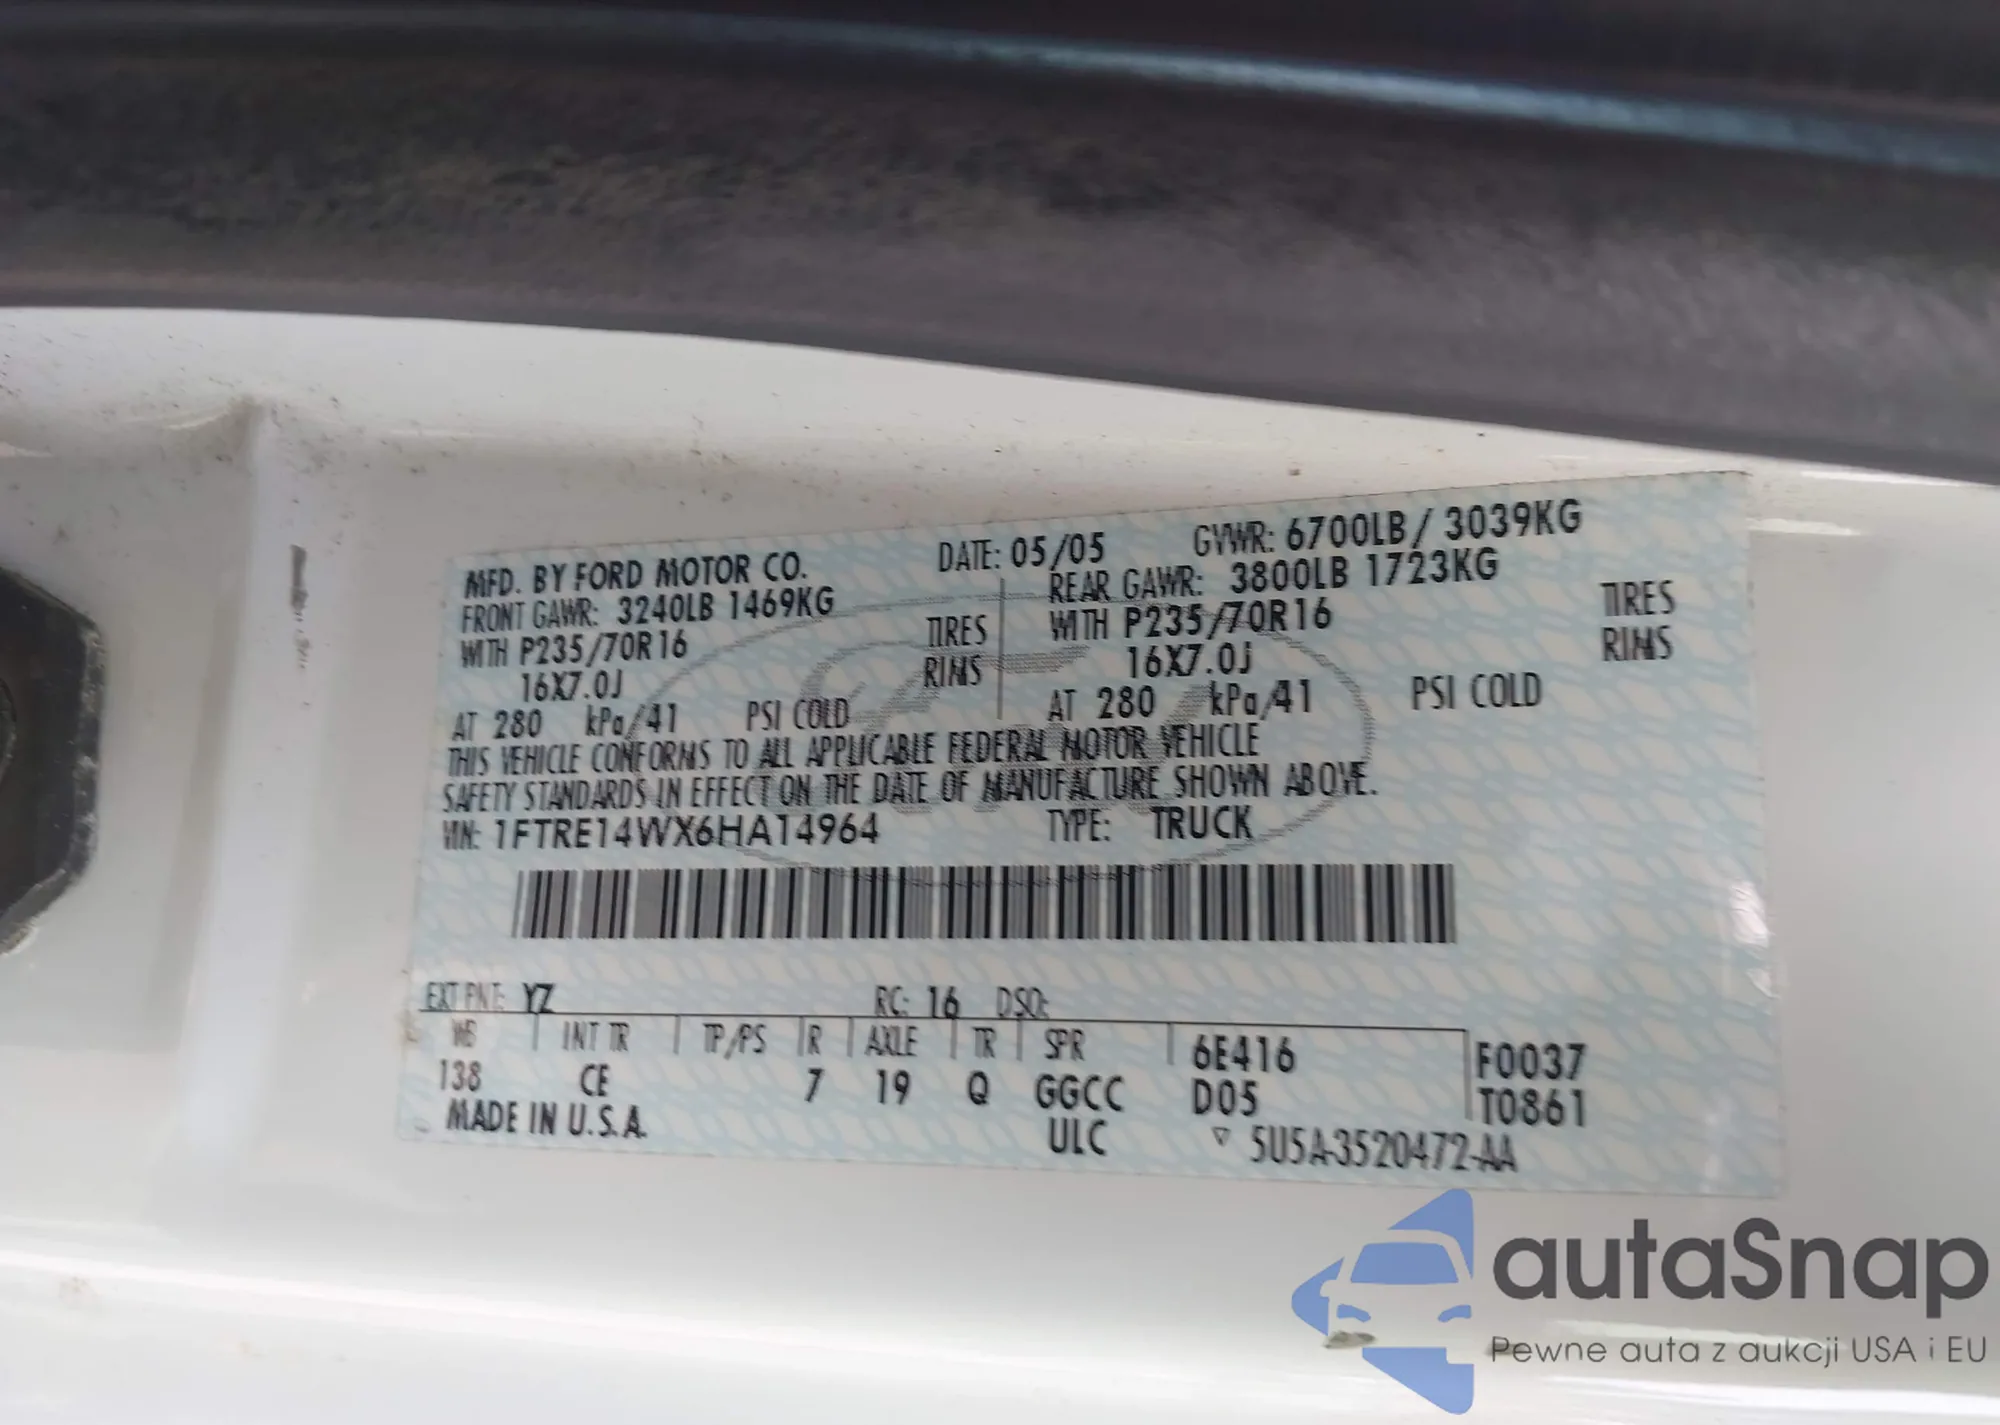 MFD. BY FORD MOTOR CO. DATE: 05/05 GVWR: 6700LB / 3039KG
FRONT GAWR: 3240LB 1469KG REAR GAWR: 3800LB 1723KG
WITH P235/70R16 TIRES WITH P235/70R16 TIRES
16X7.0J RIMS 16X7.0J RIMS
AT 280 kPa/41 PSI COLD AT 280 kPa/41 PSI COLD
THIS VEHICLE CONFORMS TO ALL APPLICABLE FEDERAL MOTOR VEHICLE
SAFETY STANDARDS IN EFFECT ON THE DATE OF MANUFACTURE SHOWN ABOVE.
VIN: 1FTRE14WX6HA14964 TYPE: TRUCK
EXT PNT: YZ RC: 16 DSO:
WB INT TR TP/PS R AXLE TR SPR 6E416 F0037
138 CE 7 19 Q GGCC D05 T0861
MADE IN U.S.A. ULC ▽ 5U5A-3520472-AA
autaSnap
Pewne auta z aukcji USA i EU